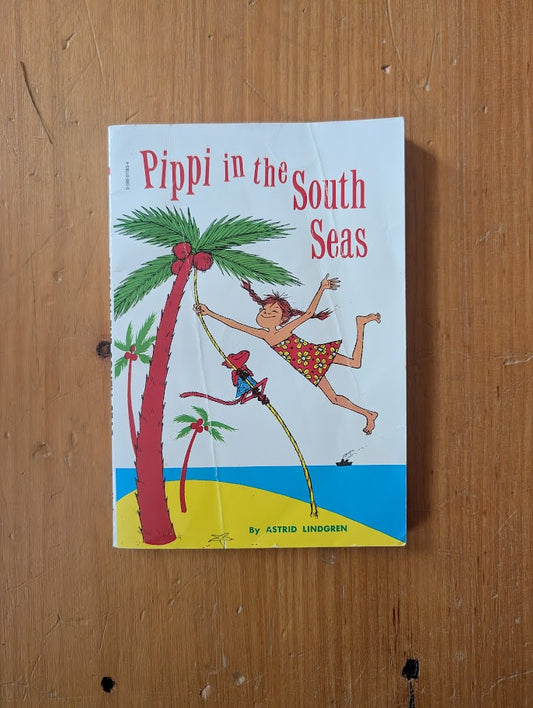 Pippi in the
South
Seas
By ASTRID LINDGREN